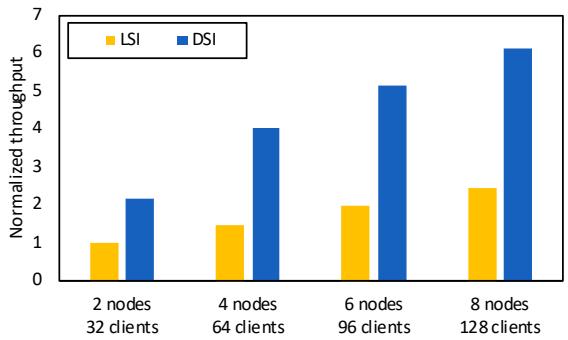 Normalized throughput
7
6
5
4
3
2
1
0
LSI DSI
2 nodes 4 nodes 6 nodes 8 nodes
32 clients 64 clients 96 clients 128 clients